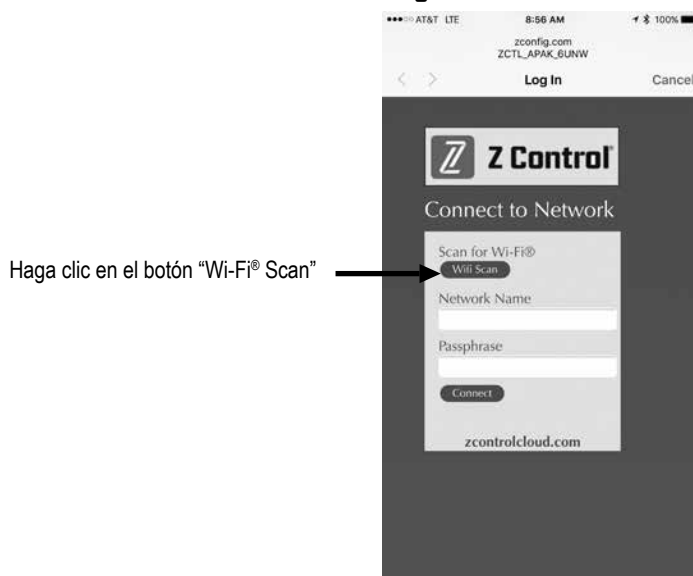 AT&T LTE 8:56 AM 100%
zconfig.com
ZCTL_APAK_6UNW
Log In Cancel
Z Control
Connect to Network
Scan for Wi-Fi®
Wifi Scan
Haga clic en el botón “Wi-Fi® Scan”
Network Name
Passphrase
Connect
zcontrolcloud.com